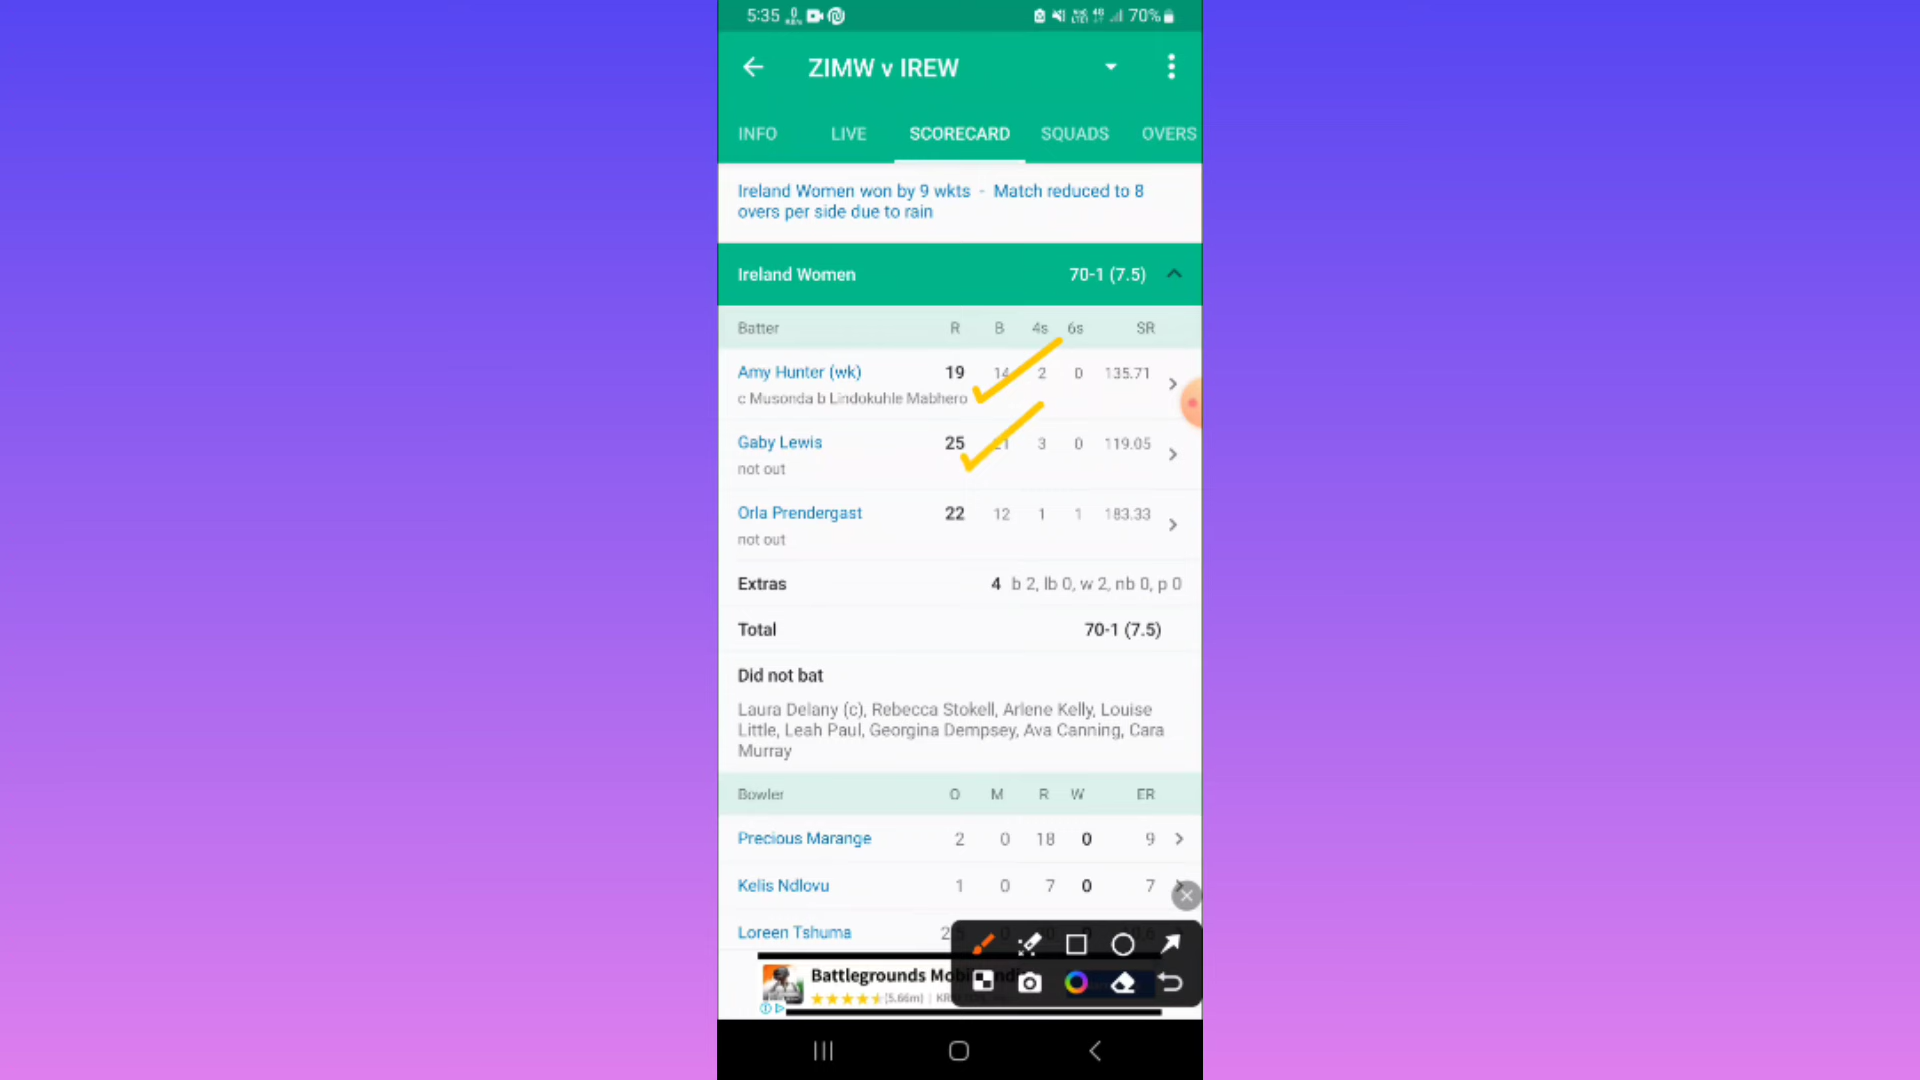 5:35 70%
ZIMW v IREW
INFO LIVE SCORECARD SQUADS OVERS
Ireland Women won by 9 wkts - Match reduced to 8
overs per side due to rain
Ireland Women 70-1 (7.5)
Batter R B 4s 6s SR
Amy Hunter (wk) 19 14 2 0 135.71
c Musonda b Lindokuhle Mabhero
Gaby Lewis 25 21 3 0 119.05
not out
Orla Prendergast 22 12 1 1 183.33
not out
Extras 4 b 2, lb 0, w 2, nb 0, p 0
Total 70-1 (7.5)
Did not bat
Laura Delany (c), Rebecca Stokell, Arlene Kelly, Louise
Little, Leah Paul, Georgina Dempsey, Ava Canning, Cara
Murray
Bowler O M R W ER
Precious Marange 2 0 18 0 9
Kelis Ndlovu 1 0 7 0 7
Loreen Tshuma
Battlegrounds
(5.66m)